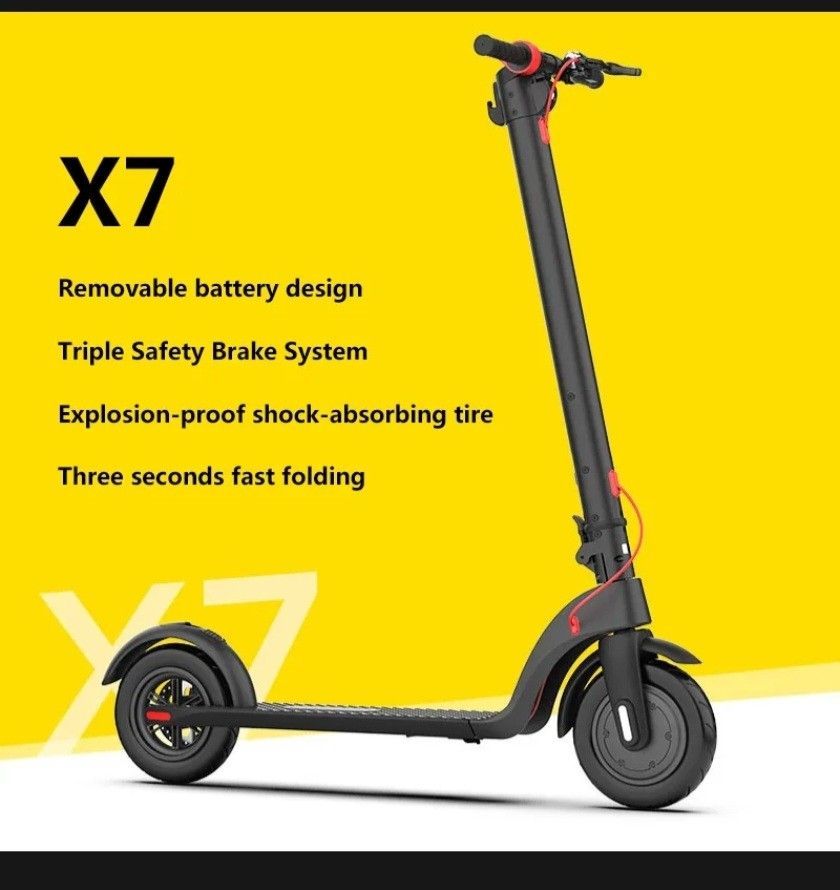 X7
Removable battery design
Triple Safety Brake System
Explosion-proof shock-absorbing tire
Three seconds fast folding
X7